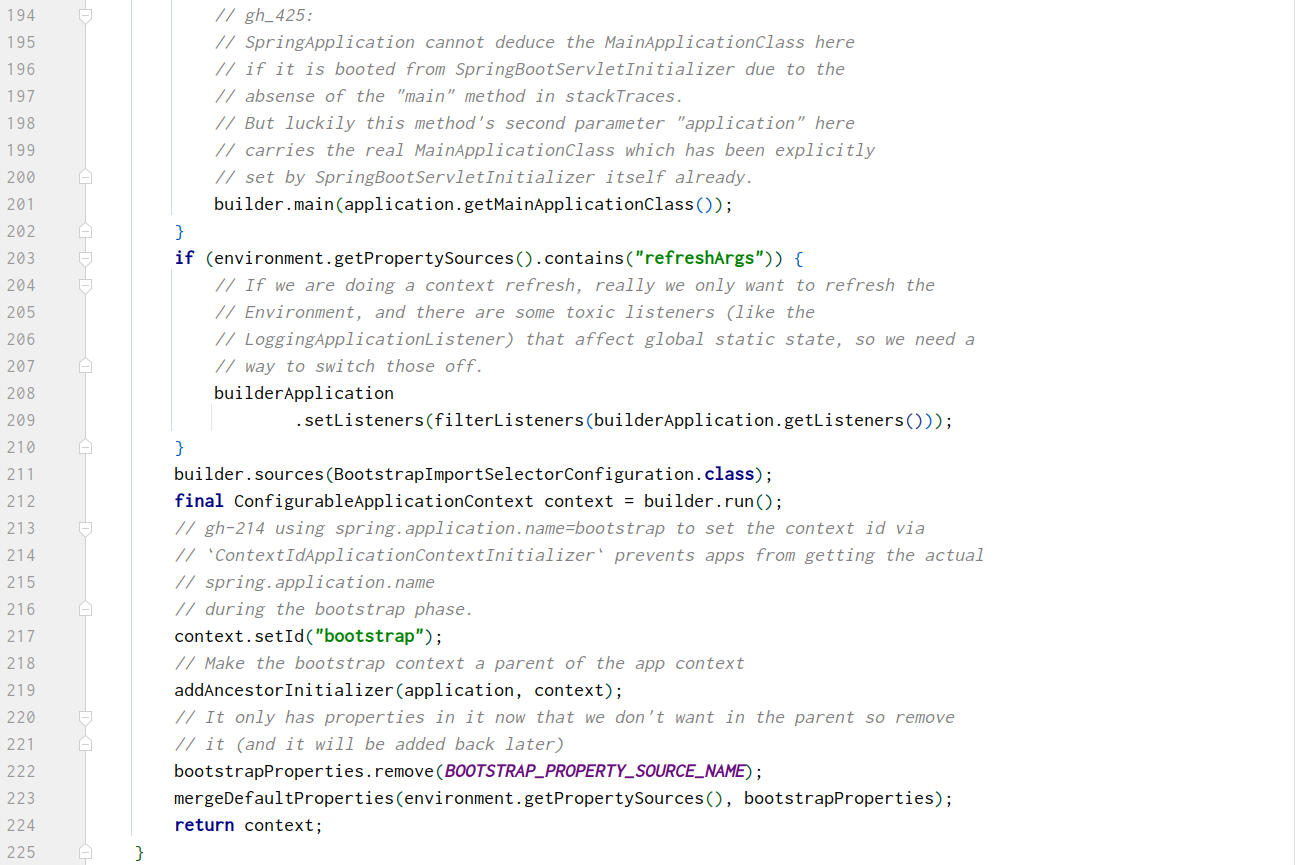 194 // gh_425:
195 // SpringApplication cannot deduce the MainApplicationClass here
196 // if it is booted from SpringBootServletInitializer due to the
197 // absense of the "main" method in stackTraces.
198 // But luckily this method's second parameter "application" here
199 // carries the real MainApplicationClass which has been explicitly
200 // set by SpringBootServletInitializer itself already.
201 builder.main(application.getMainApplicationClass());
202 }
203 if (environment.getPropertySources().contains("refreshArgs")) {
204 // If we are doing a context refresh, really we only want to refresh the
205 // Environment, and there are some toxic listeners (like the
206 // LoggingApplicationListener) that affect global static state, so we need a
207 // way to switch those off.
208 builderApplication
209 .setListeners(filterListeners(builderApplication.getListeners()));
210 }
211 builder.sources(BootstrapImportSelectorConfiguration.class);
212 final ConfigurableApplicationContext context = builder.run();
213 // gh-214 using spring.application.name=bootstrap to set the context id via
214 // `ContextIdApplicationContextInitializer` prevents apps from getting the actual
215 // spring.application.name
216 // during the bootstrap phase.
217 context.setId("bootstrap");
218 // Make the bootstrap context a parent of the app context
219 addAncestorInitializer(application, context);
220 // It only has properties in it now that we don't want in the parent so remove
221 // it (and it will be added back later)
222 bootstrapProperties.remove(BOOTSTRAP_PROPERTY_SOURCE_NAME);
223 mergeDefaultProperties(environment.getPropertySources(), bootstrapProperties);
224 return context;
225 }